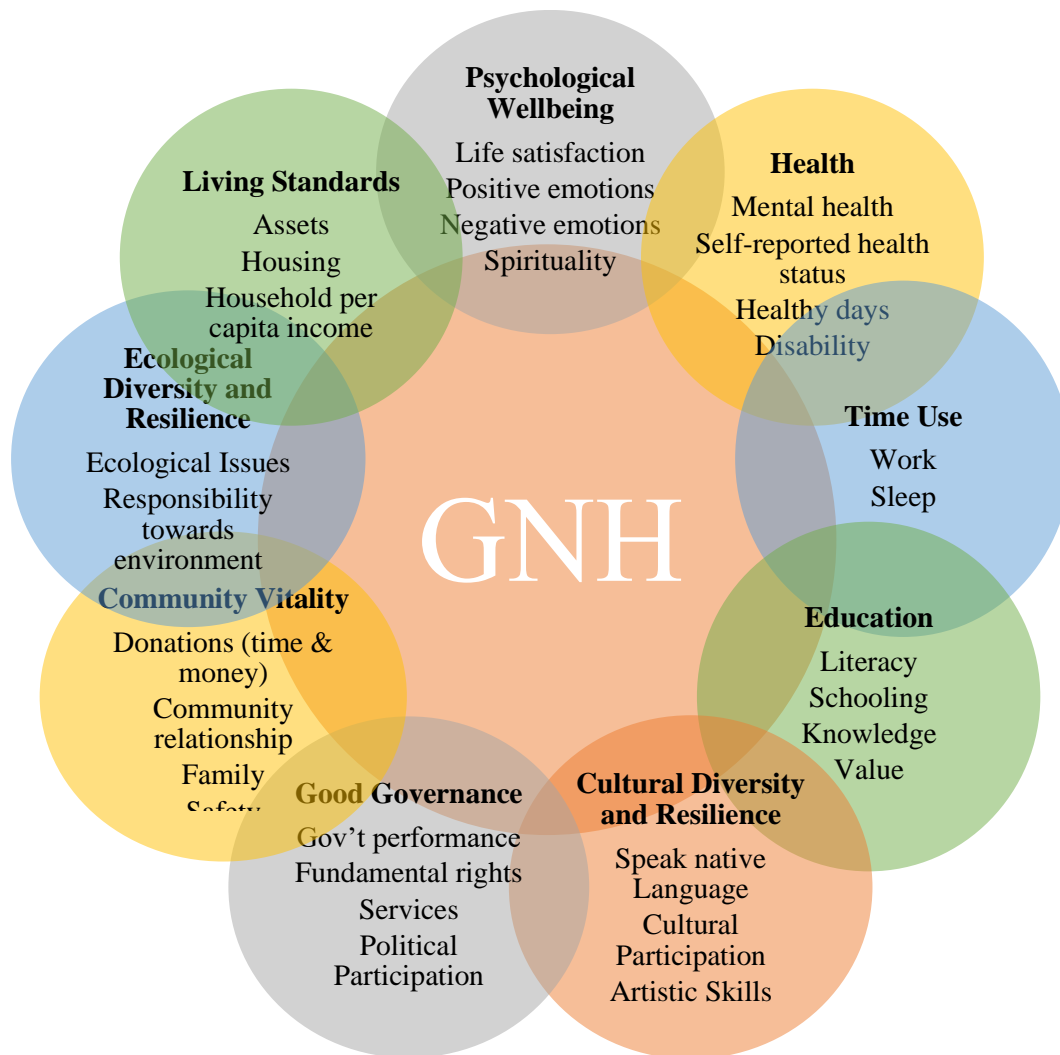 Psychological
Wellbeing
Life satisfaction
Positive emotions
Negative emotions
Spirituality
Health
Mental health
Self-reported health
status
Healthy days
Disability
Time Use
Work
Sleep
Education
Literacy
Schooling
Knowledge
Value
Cultural Diversity
and Resilience
Speak native
Language
Cultural
Participation
Artistic Skills
Good Governance
Gov’t performance
Fundamental rights
Services
Political
Participation
Community Vitality
Donations (time &
money)
Community
relationship
Family
Safety
Ecological
Diversity and
Resilience
Ecological Issues
Responsibility
towards
environment
Living Standards
Assets
Housing
Household per
capita income
GNH